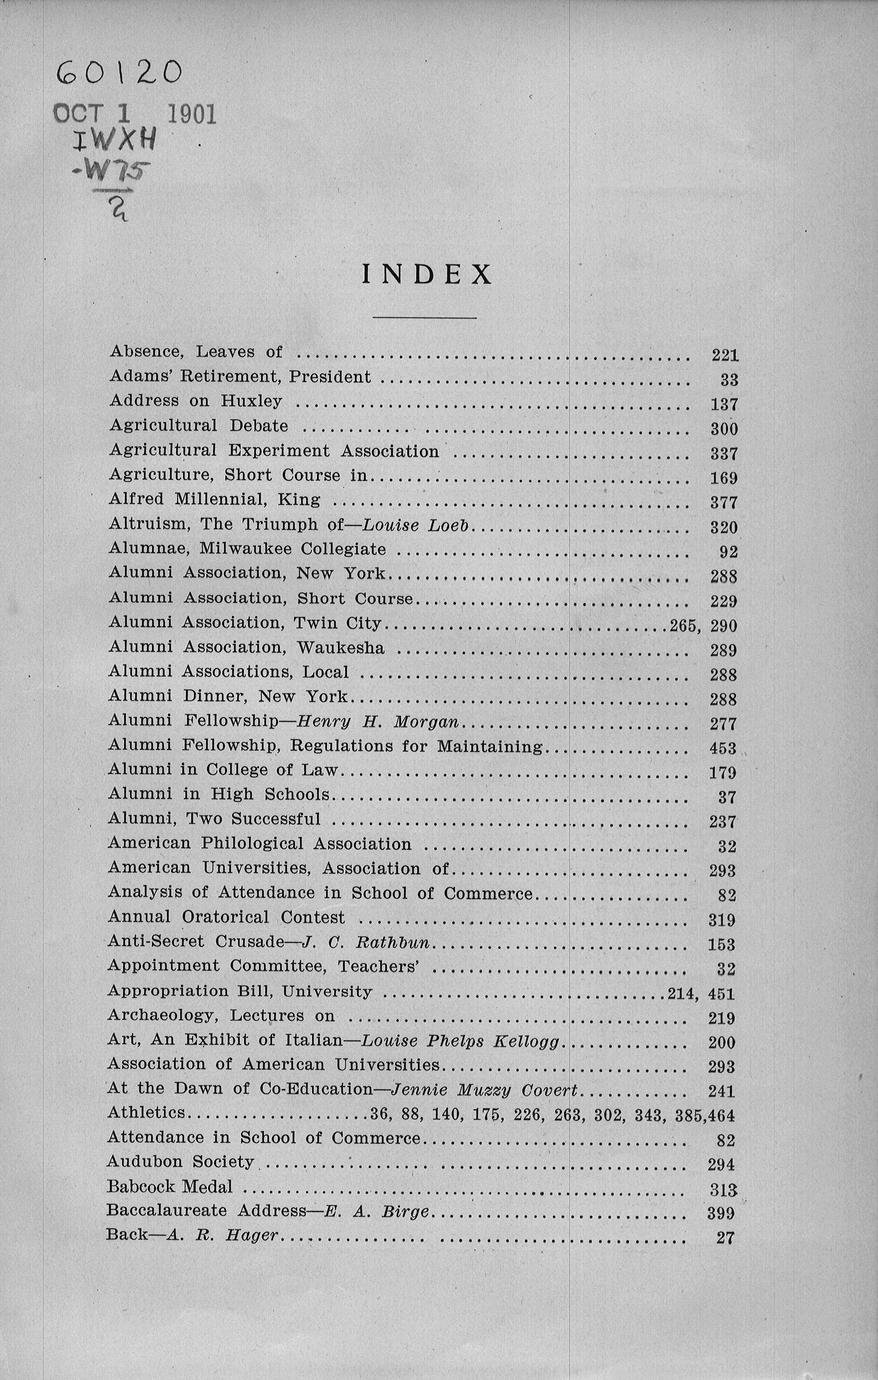 60120
OCT 1 1901
IWXH
-W75
2
INDEX
Absence, Leaves of ........................................... 221
Adams' Retirement, President .................................. 33
Address on Huxley ........................................... 137
Agricultural Debate ............ ............................. 300
Agricultural Experiment Association .......................... 337
Agriculture, Short Course in................................... 169
Alfred Millennial, King ....................................... 377
Altruism, The Triumph of—Louise Loeb........................ 320
Alumnae, Milwaukee Collegiate ................................ 92
Alumni Association, New York................................. 288
Alumni Association, Short Course.............................. 229
Alumni Association, Twin City...............................265, 290
Alumni Association, Waukesha ................................ 289
Alumni Associations, Local .................................... 288
Alumni Dinner, New York..................................... 288
Alumni Fellowship—Henry H. Morgan......................... 277
Alumni Fellowship, Regulations for Maintaining................ 453
Alumni in College of Law...................................... 179
Alumni in High Schools....................................... 37
Alumni, Two Successful ....................................... 237
American Philological Association ............................. 32
American Universities, Association of.......................... 293
Analysis of Attendance in School of Commerce................. 82
Annual Oratorical Contest .................................... 319
Anti-Secret Crusade—J. C. Rathbun............................ 153
Appointment Committee, Teachers' ............................ 32
Appropriation Bill, University ...............................214, 451
Archaeology, Lectures on ..................................... 219
Art, An Exhibit of Italian—Louise Phelps Kellogg.............. 200
Association of American Universities........................... 293
At the Dawn of Co-Education—Jennie Muzzy Covert............ 241
Athletics....................36, 88, 140, 175, 226, 263, 302, 343, 385,464
Attendance in School of Commerce............................. 82
Audubon Society .................. ........................... 294
Babcock Medal ................................................ 313
Baccalaureate Address—E. A. Birge............................ 399
Back—A. R. Hager................ ........................... 27